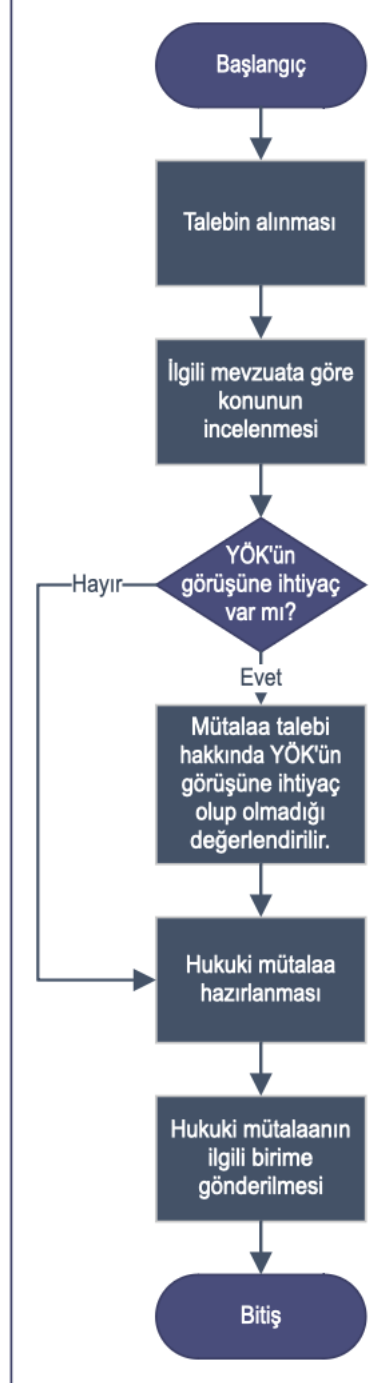 Başlangıç
Talebin alınması
İlgili mevzuata göre
konunun
incelenmesi
YÖK'ün
görüşüne ihtiyaç
var mı?
Hayır
Evet
Mütalaa talebi
hakkında YÖK'ün
görüşüne ihtiyaç
olup olmadığı
değerlendirilir.
Hukuki mütalaa
hazırlanması
Hukuki mütalaanın
ilgili birime
gönderilmesi
Bitiş